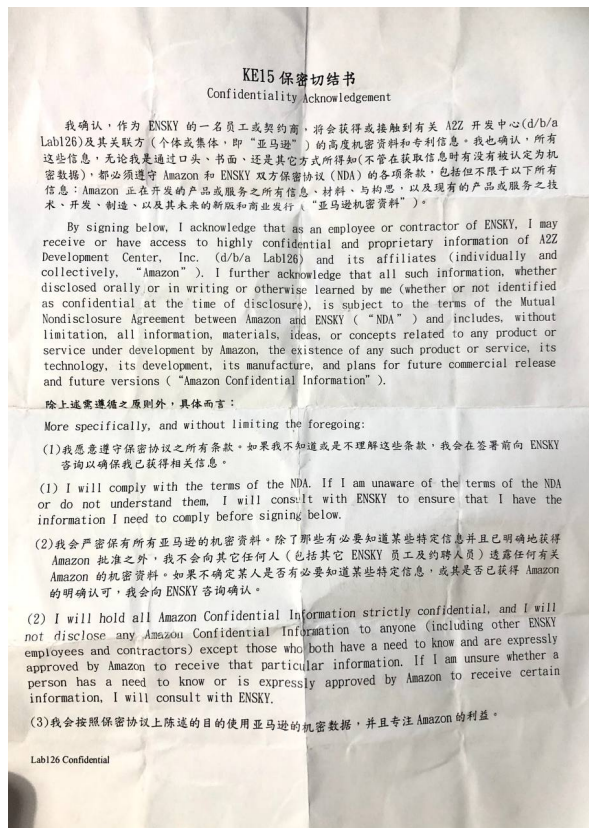 KE15 保密切结书
Confidentiality Acknowledgement
我确认，作为 ENSKY 的一名员工或契约商，将会获得或接触到有关 A2Z 开发中心(d/b/a
Lab126)及其关联方（个体或集体，即“亚马逊”）的高度机密资料和专利信息。我也确认，所有
这些信息，无论我是通过口头、书面、还是其它方式所得知(不管在获取信息时有没有被认定为机
密数据)，都必须遵守 Amazon 和 ENSKY 双方保密协议（NDA）的各项条款，包括但不限于以下所有
信息：Amazon 正在开发的产品或服务之所有信息、材料、与构思，以及现有的产品或服务之技
术、开发、制造、以及其未来的新版和商业发行（“亚马逊机密资料”）。
By signing below, I acknowledge that as an employee or contractor of ENSKY, I may
receive or have access to highly confidential and proprietary information of A2Z
Development Center, Inc. (d/b/a Lab126) and its affiliates (individually and
collectively, “Amazon”). I further acknowledge that all such information, whether
disclosed orally or in writing or otherwise learned by me (whether or not identified
as confidential at the time of disclosure), is subject to the terms of the Mutual
Nondisclosure Agreement between Amazon and ENSKY (“NDA”) and includes, without
limitation, all information, materials, ideas, or concepts related to any product or
service under development by Amazon, the existence of any such product or service, its
technology, its development, its manufacture, and plans for future commercial release
and future versions (“Amazon Confidential Information”).
除上述需遵循之原则外，具体而言：
More specifically, and without limiting the foregoing:
(1)我愿意遵守保密协议之所有条款。如果我不知道或是不理解这些条款，我会在签署前向 ENSKY
咨询以确保我已获得相关信息。
(1) I will comply with the terms of the NDA. If I am unaware of the terms of the NDA
or do not understand them, I will consult with ENSKY to ensure that I have the
information I need to comply before signing below.
(2)我会严密保有所有亚马逊的机密资料。除了那些有必要知道某些特定信息并且已明确地获得
Amazon 批准之外，我不会向其它任何人（包括其它 ENSKY 员工及约聘人员）透露任何有关
Amazon 的机密资料。如果不确定某人是否有必要知道某些特定信息，或其是否已获得 Amazon
的明确认可，我会向 ENSKY 咨询确认。
(2) I will hold all Amazon Confidential Information strictly confidential, and I will
not disclose any Amazon Confidential Information to anyone (including other ENSKY
employees and contractors) except those who both have a need to know and are expressly
approved by Amazon to receive that particular information. If I am unsure whether a
person has a need to know or is expressly approved by Amazon to receive certain
information, I will consult with ENSKY.
(3)我会按照保密协议上陈述的目的使用亚马逊的机密数据，并且专注 Amazon 的利益。
Lab126 Confidential